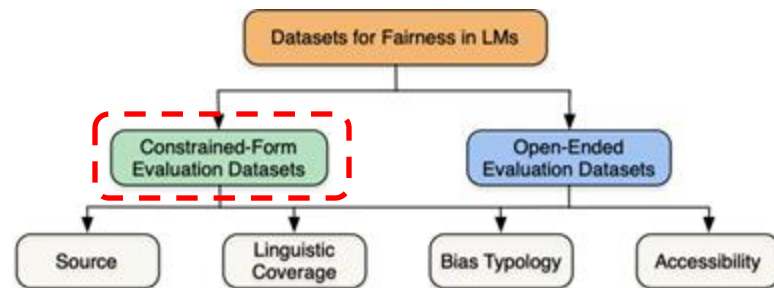 Datasets for Fairness in LMs
Constrained-Form
Evaluation Datasets
Open-Ended
Evaluation Datasets
Source
Linguistic
Coverage
Bias Typology
Accessibility